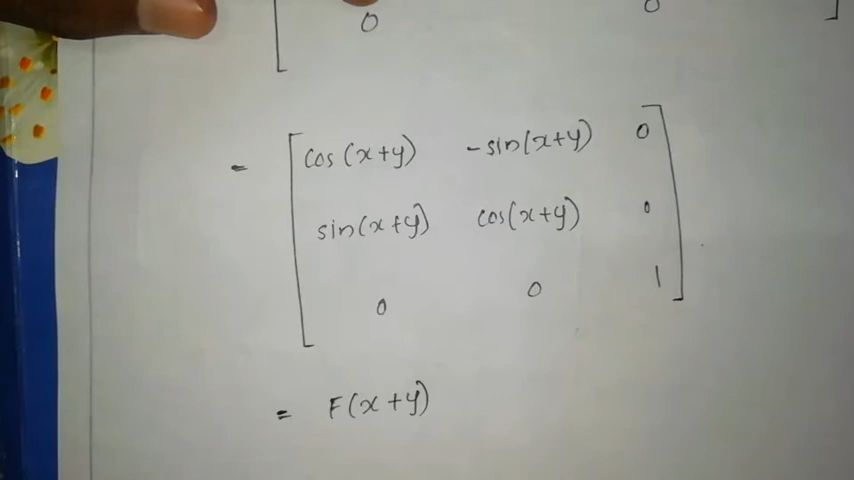 0 0
= cos(x+y) -sin(x+y) 0
sin(x+y) cos(x+y) 0
0 0 1
= F(x+y)